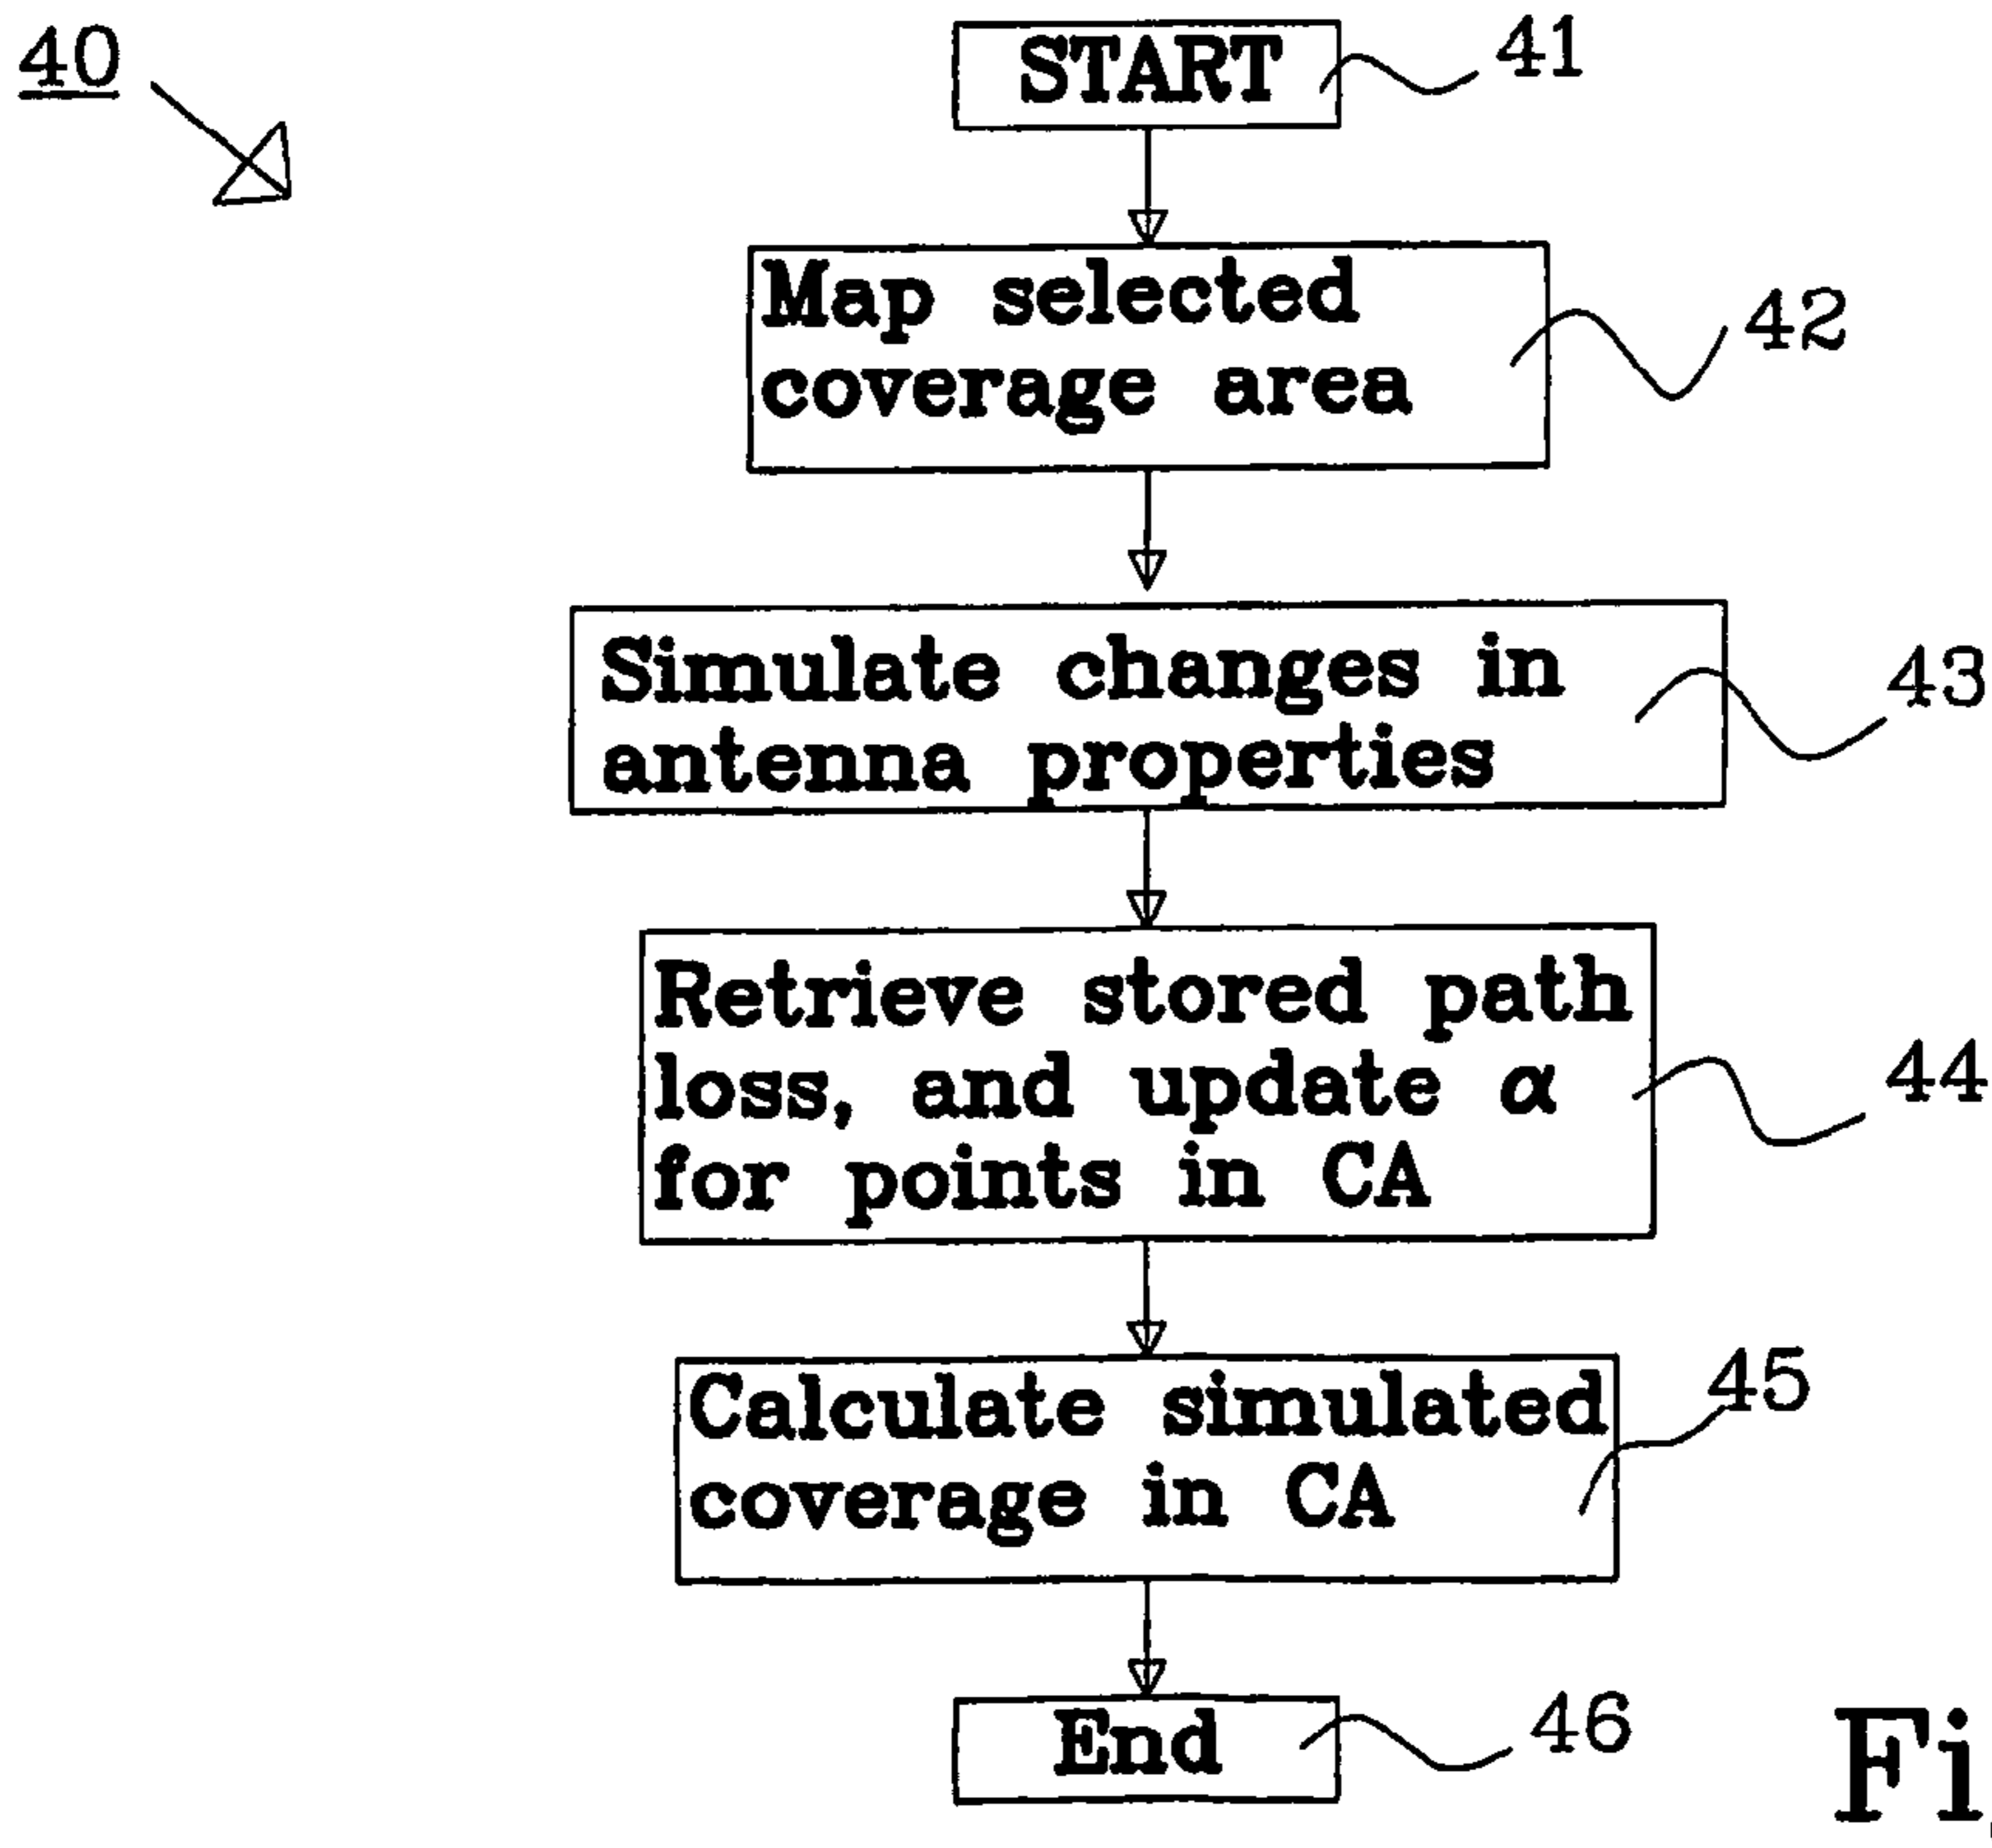 40
START
41
Map selected
coverage area
42
Simulate changes in
antenna properties
43
Retrieve stored path
loss, and update α
for points in CA
44
Calculate simulated
coverage in CA
45
End
46